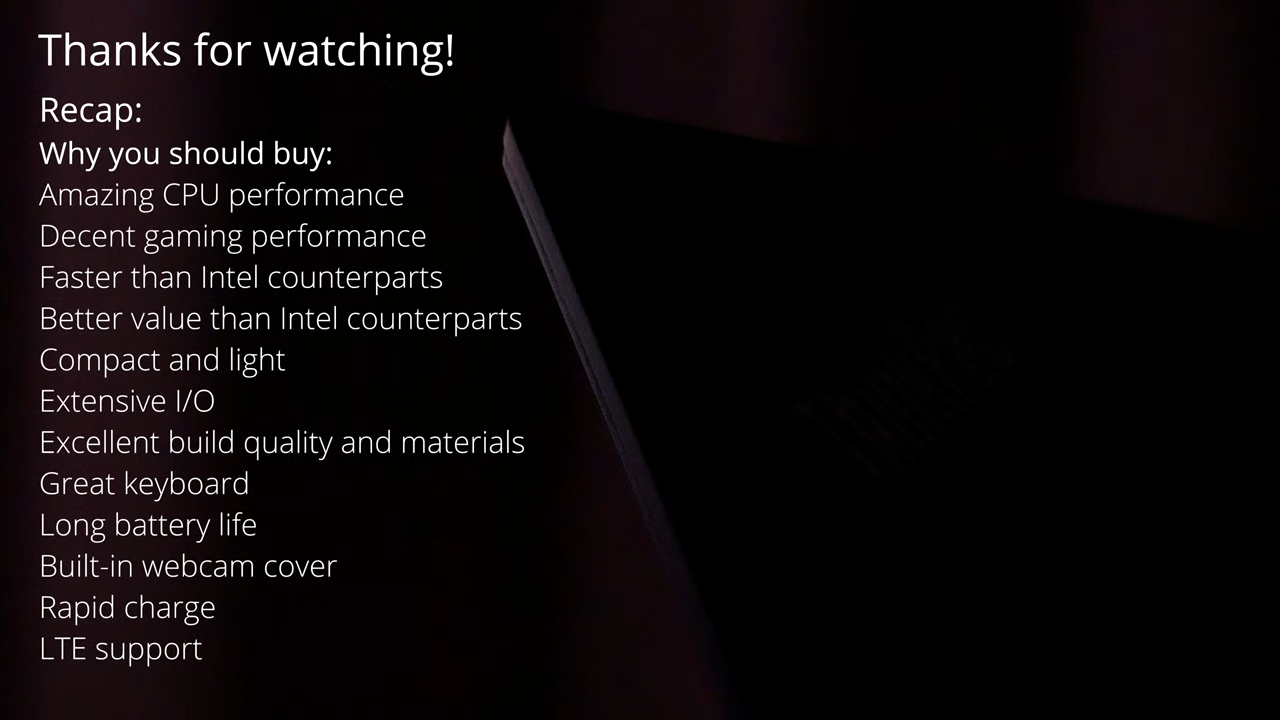 Thanks for watching!
Recap:
Why you should buy:
Amazing CPU performance
Decent gaming performance
Faster than Intel counterparts
Better value than Intel counterparts
Compact and light
Extensive I/O
Excellent build quality and materials
Great keyboard
Long battery life
Built-in webcam cover
Rapid charge
LTE support
ThinkPad